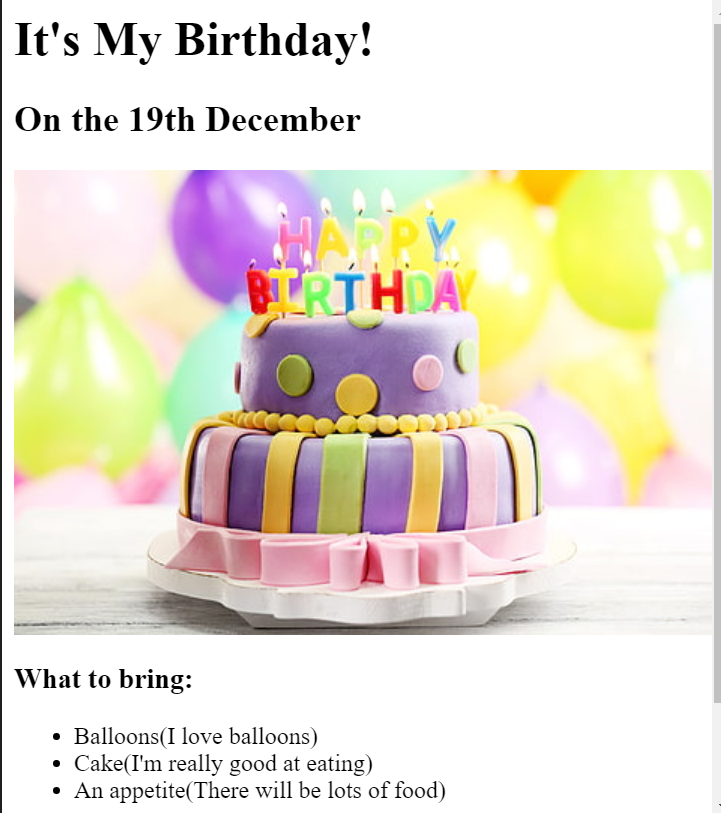 It's My Birthday!
On the 19th December
HAPPY
BIRTHDAY
What to bring:
Balloons(I love balloons)
Cake(I'm really good at eating)
An appetite(There will be lots of food)